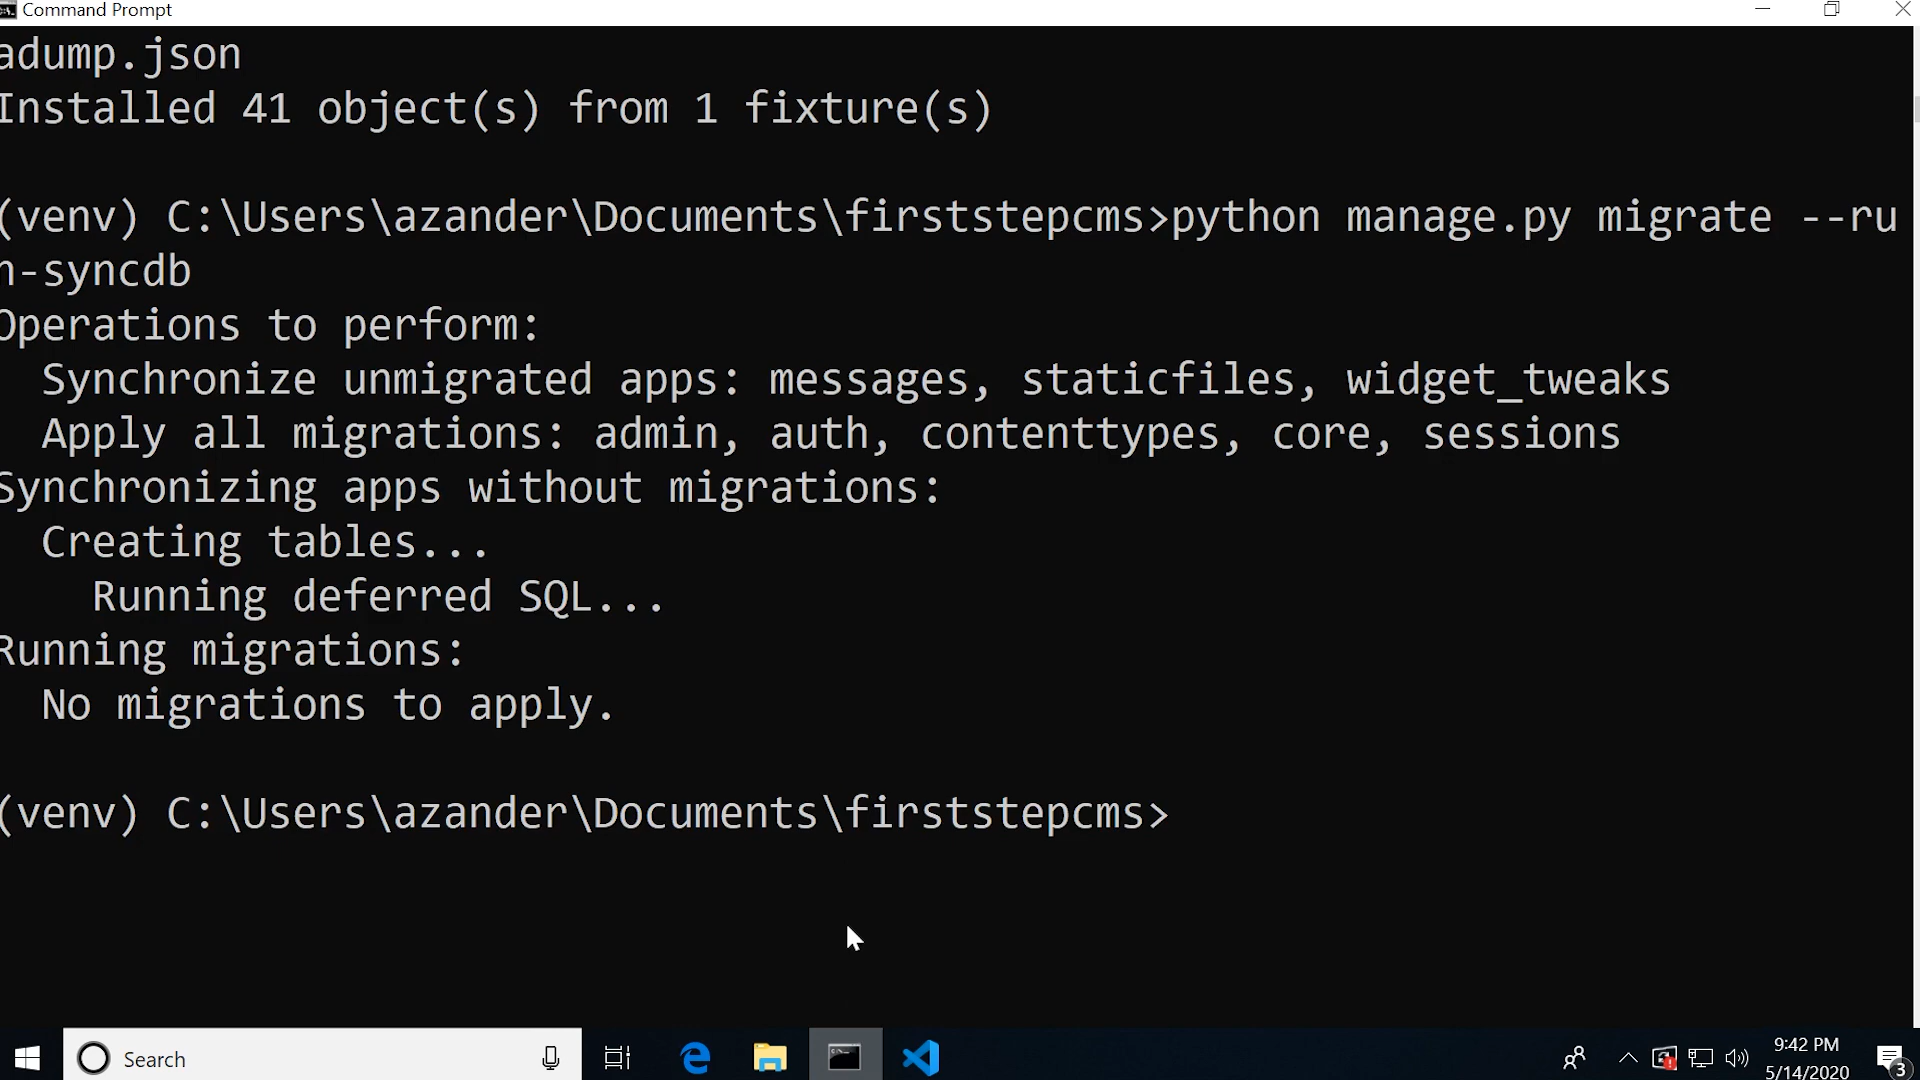 Command Prompt
adump.json
Installed 41 object(s) from 1 fixture(s)
(venv) C:\Users\azander\Documents\firststepcms>python manage.py migrate --ru
n-syncdb
Operations to perform:
  Synchronize unmigrated apps: messages, staticfiles, widget_tweaks
  Apply all migrations: admin, auth, contenttypes, core, sessions
Synchronizing apps without migrations:
  Creating tables...
    Running deferred SQL...
Running migrations:
  No migrations to apply.
(venv) C:\Users\azander\Documents\firststepcms>
Search
9:42 PM
5/14/2020
3